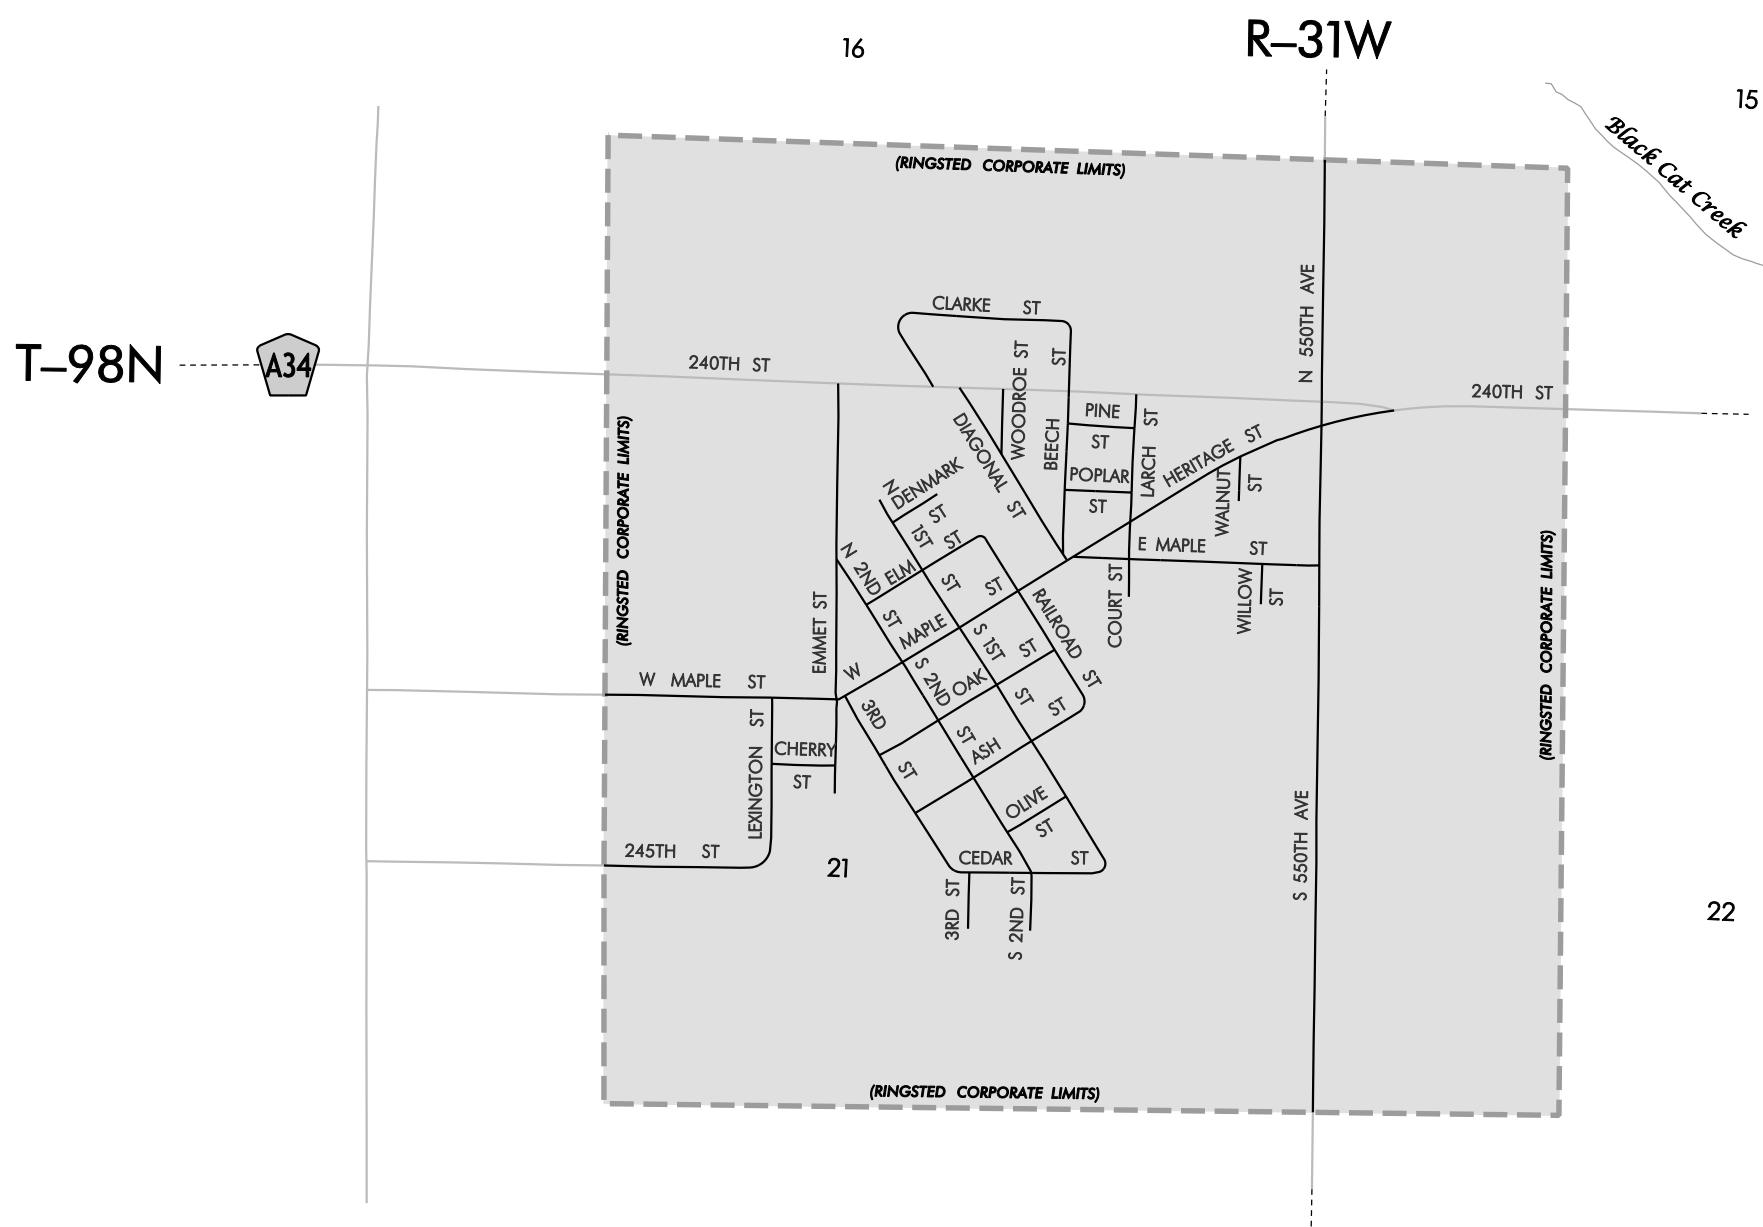 R–31W
16
15
Black Cat Creek
(RINGSTED CORPORATE LIMITS)
CLARKE ST
N 550TH AVE
T–98N
A34
240TH ST
240TH ST
WOODROE ST
BEECH ST
PINE ST
LARCH ST
POPLAR ST
DIAGONAL ST
HERITAGE ST
WALNUT ST
(RINGSTED CORPORATE LIMITS)
DENMARK ST
N 1ST ST
N 2ND ST
ELM ST
E MAPLE ST
COURT ST
WILLOW ST
(RINGSTED CORPORATE LIMITS)
EMMET ST
W MAPLE ST
RAILROAD ST
S 1ST ST
S 2ND ST
OAK ST
W MAPLE ST
3RD ST
LEXINGTON ST
CHERRY ST
ASH ST
OLIVE ST
S 550TH AVE
245TH ST
21
CEDAR ST
3RD ST
S 2ND ST
22
(RINGSTED CORPORATE LIMITS)